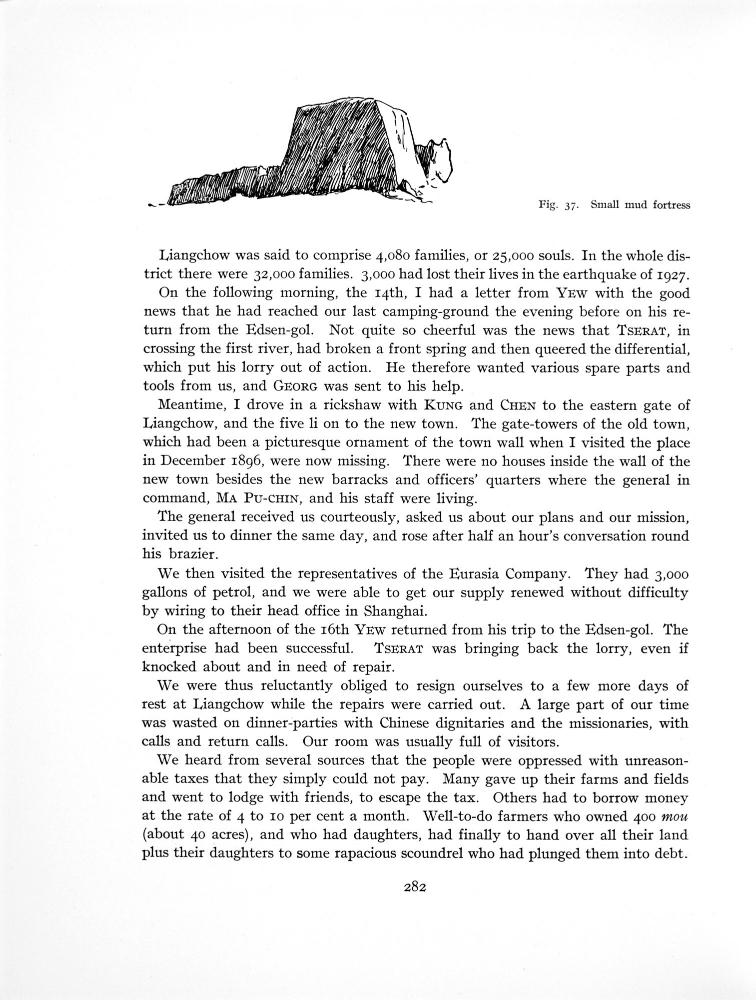 Fig. 37. Small mud fortress
Liangchow was said to comprise 4,080 families, or 25,000 souls. In the whole dis-
trict there were 32,000 families. 3,000 had lost their lives in the earthquake of 1927.
On the following morning, the 14th, I had a letter from YEW with the good
news that he had reached our last camping-ground the evening before on his re-
turn from the Edsen-gol. Not quite so cheerful was the news that TSERAT, in
crossing the first river, had broken a front spring and then queered the differential,
which put his lorry out of action. He therefore wanted various spare parts and
tools from us, and GEORG was sent to his help.
Meantime, I drove in a rickshaw with KUNG and CHEN to the eastern gate of
Liangchow, and the five li on to the new town. The gate-towers of the old town,
which had been a picturesque ornament of the town wall when I visited the place
in December 1896, were now missing. There were no houses inside the wall of the
new town besides the new barracks and officers' quarters where the general in
command, MA PU-CHIN, and his staff were living.
The general received us courteously, asked us about our plans and our mission,
invited us to dinner the same day, and rose after half an hour's conversation round
his brazier.
We then visited the representatives of the Eurasia Company. They had 3,000
gallons of petrol, and we were able to get our supply renewed without difficulty
by wiring to their head office in Shanghai.
On the afternoon of the 16th YEW returned from his trip to the Edsen-gol. The
enterprise had been successful. TSERAT was bringing back the lorry, even if
knocked about and in need of repair.
We were thus reluctantly obliged to resign ourselves to a few more days of
rest at Liangchow while the repairs were carried out. A large part of our time
was wasted on dinner-parties with Chinese dignitaries and the missionaries, with
calls and return calls. Our room was usually full of visitors.
We heard from several sources that the people were oppressed with unreason-
able taxes that they simply could not pay. Many gave up their farms and fields
and went to lodge with friends, to escape the tax. Others had to borrow money
at the rate of 4 to 10 per cent a month. Well-to-do farmers who owned 400 mou
(about 40 acres), and who had daughters, had finally to hand over all their land
plus their daughters to some rapacious scoundrel who had plunged them into debt.
282